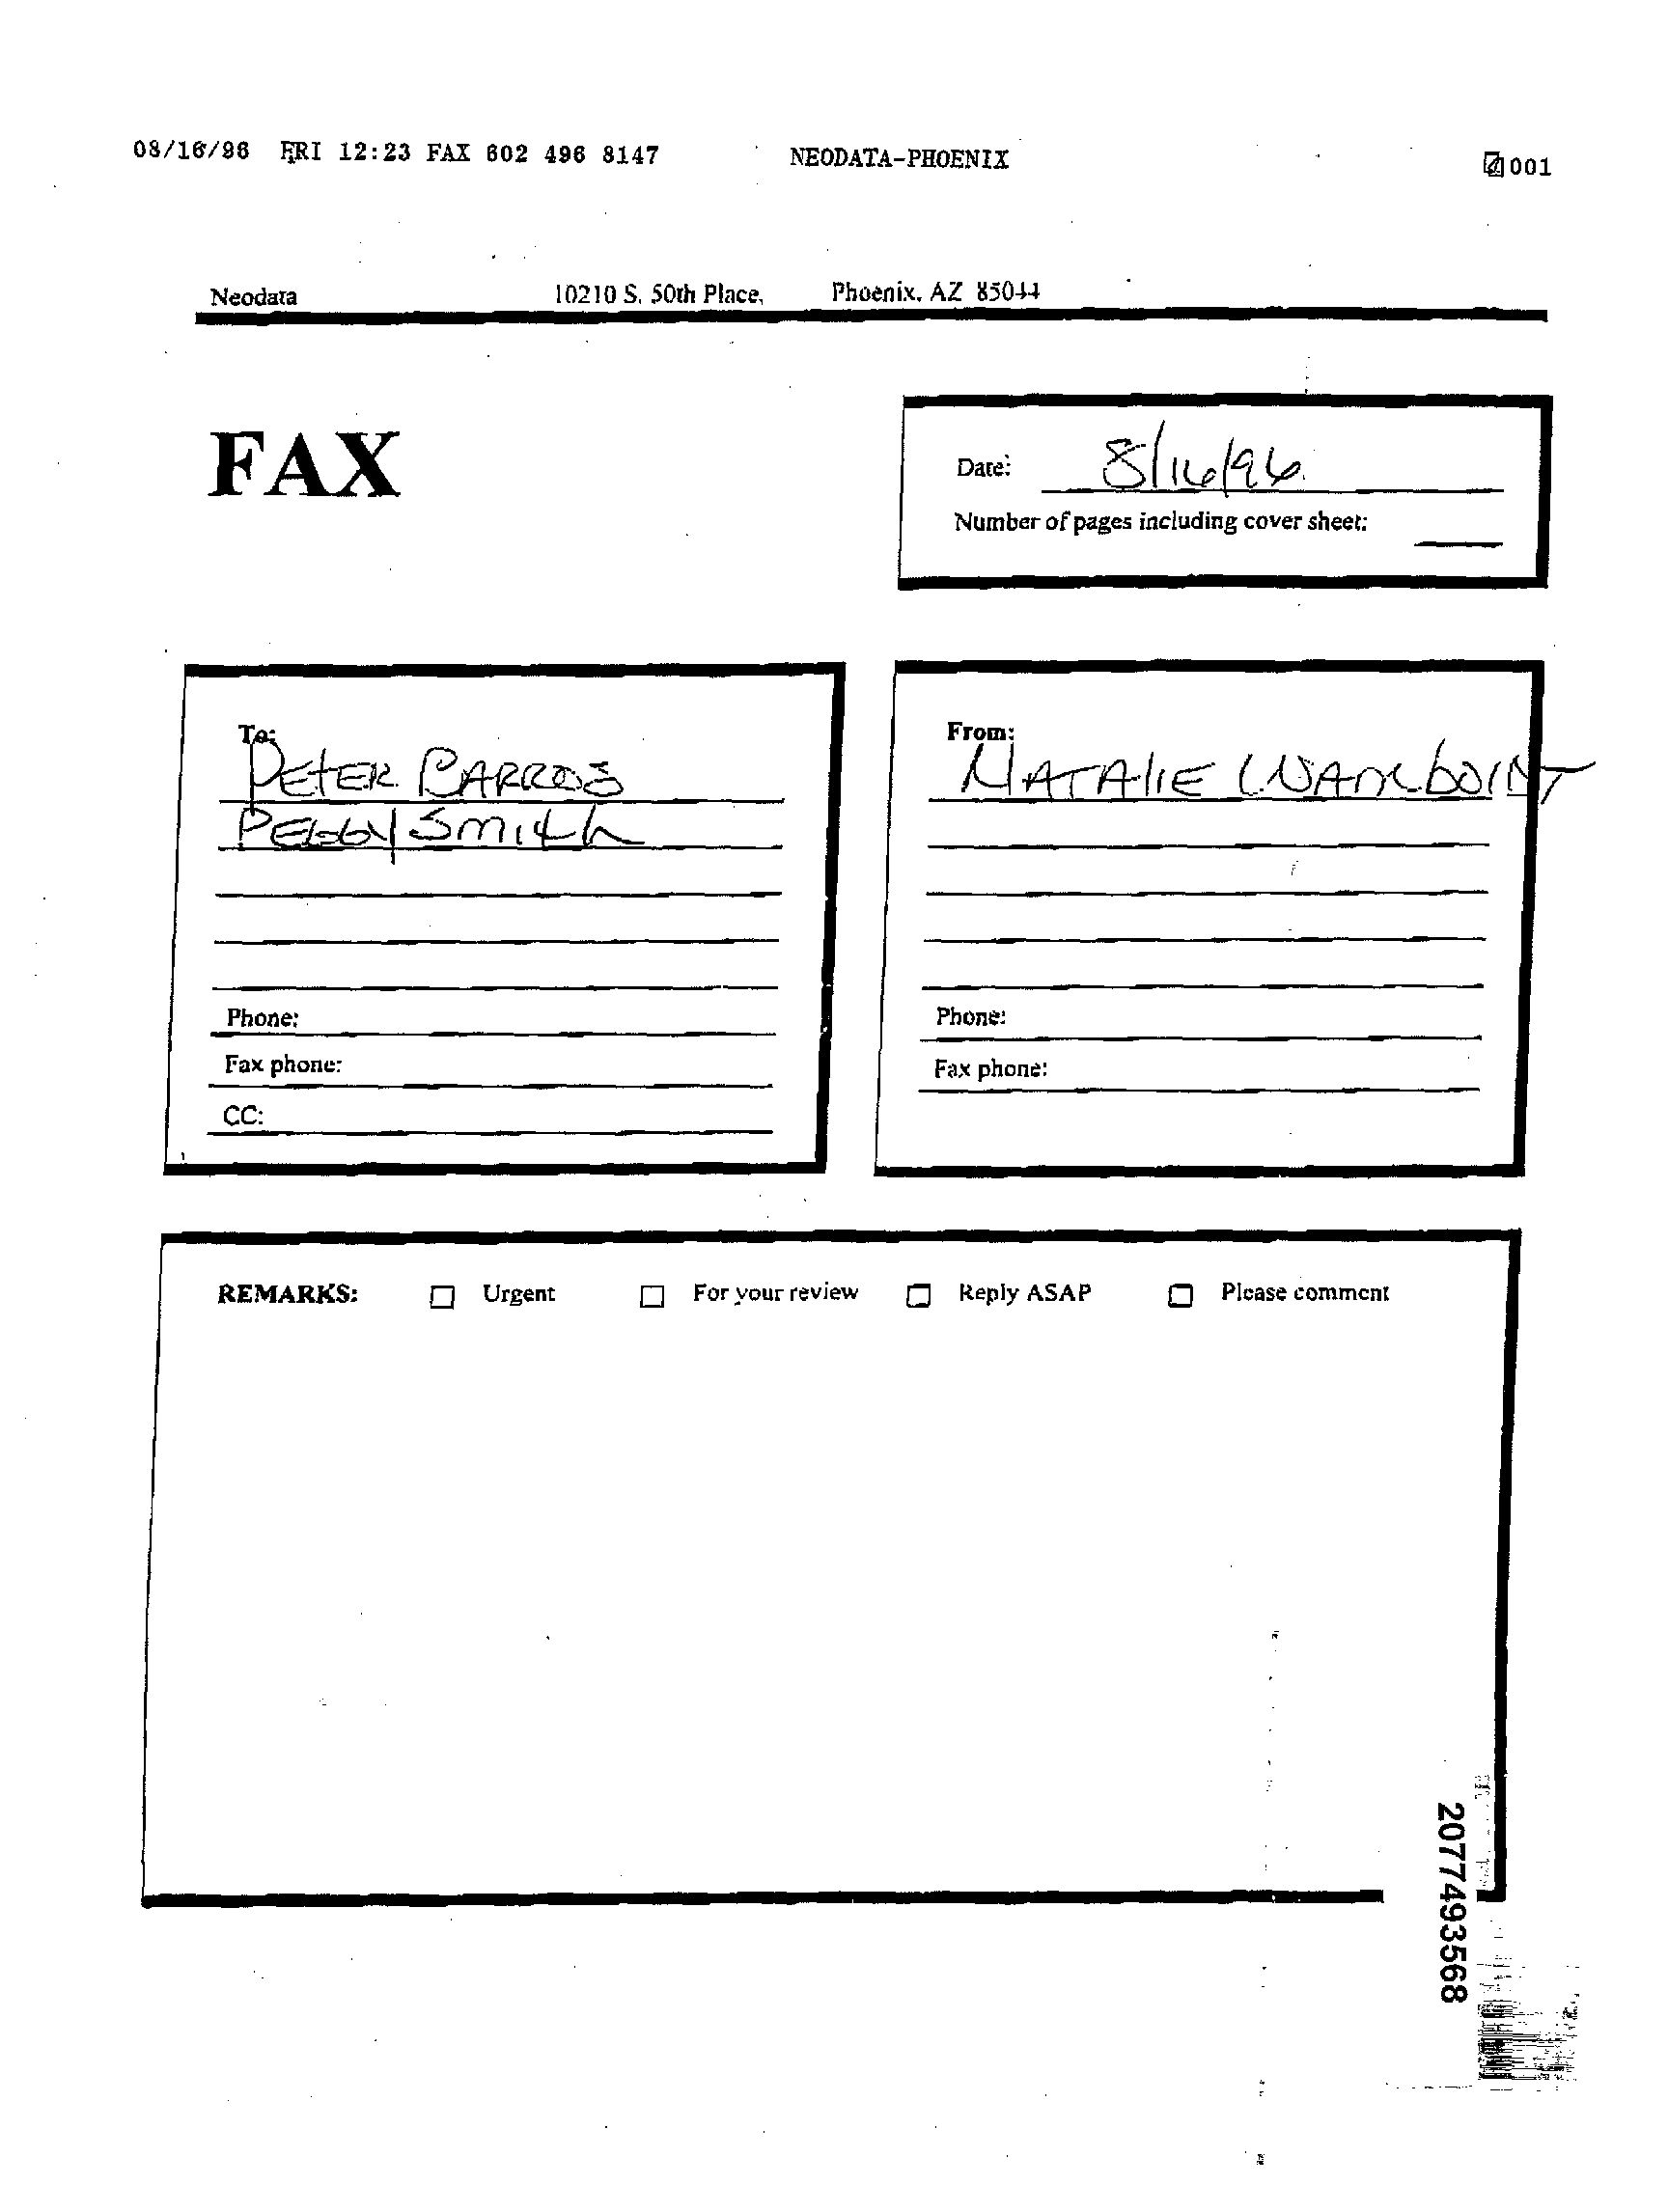 08/16/96 FRI 12:23 FAX 602 496 8147 NEODATA-PHOENIX 001
Neodata 10210 S. 50th Place, Phoenix, AZ 85044
FAX
Date: 8/16/96
Number of pages including cover sheet:
To:
PETER BARROS
PEGGY SMITH
Phone:
Fax phone:
CC:
From:
NATALIE
Phone:
Fax phone:
REMARKS: Urgent For your review Reply ASAP Please comment
2077493568